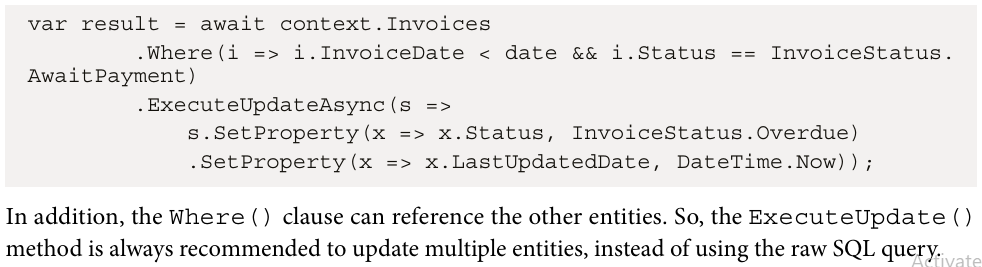 var result = await context.Invoices
.Where(i => i.InvoiceDate < date && i.Status == InvoiceStatus.
AwaitPayment)
.ExecuteUpdateAsync(s =>
s.SetProperty(x => x.Status, InvoiceStatus.Overdue)
.SetProperty(x => x.LastUpdatedDate, DateTime.Now));
In addition, the Where() clause can reference the other entities. So, the ExecuteUpdate()
method is always recommended to update multiple entities, instead of using the raw SQL query.
Activate